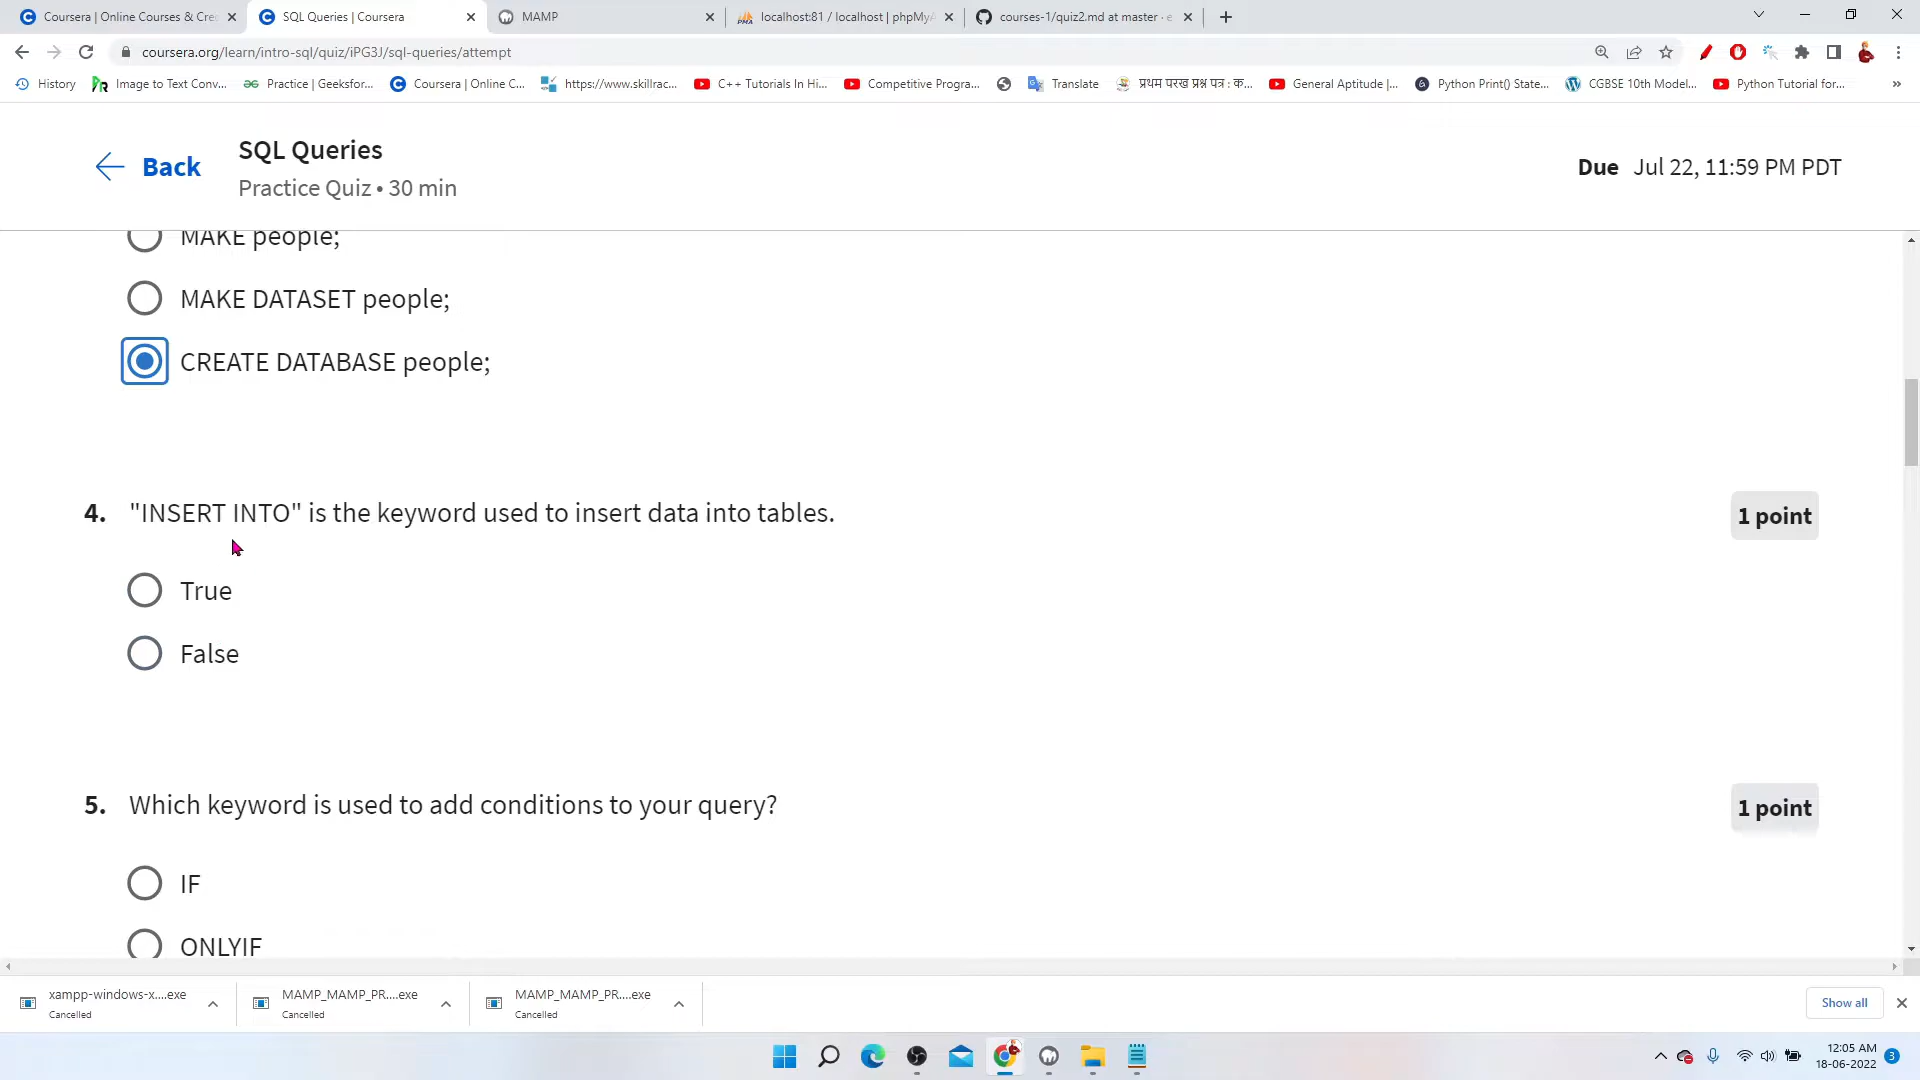 Coursera | Online Courses & Cre
SQL Queries | Coursera
MAMP
localhost:81 / localhost | phpMyA
courses-1/quiz2.md at master · e
coursera.org/learn/intro-sql/quiz/iPG3J/sql-queries/attempt
History
Image to Text Conv...
Practice | Geeksfor...
Coursera | Online C...
https://www.skillrac...
C++ Tutorials In Hi...
Competitive Progra...
Translate
प्रथम परख प्रश्न पत्र : क...
General Aptitude |...
Python Print() State...
CGBSE 10th Model...
Python Tutorial for...
»
Back
SQL Queries
Practice Quiz • 30 min
Due Jul 22, 11:59 PM PDT
MAKE people;
MAKE DATASET people;
CREATE DATABASE people;
4. "INSERT INTO" is the keyword used to insert data into tables.
1 point
True
False
5. Which keyword is used to add conditions to your query?
1 point
IF
ONLYIF
xampp-windows-x....exe
Cancelled
MAMP_MAMP_PR....exe
Cancelled
MAMP_MAMP_PR....exe
Cancelled
Show all
12:05 AM
18-06-2022
3